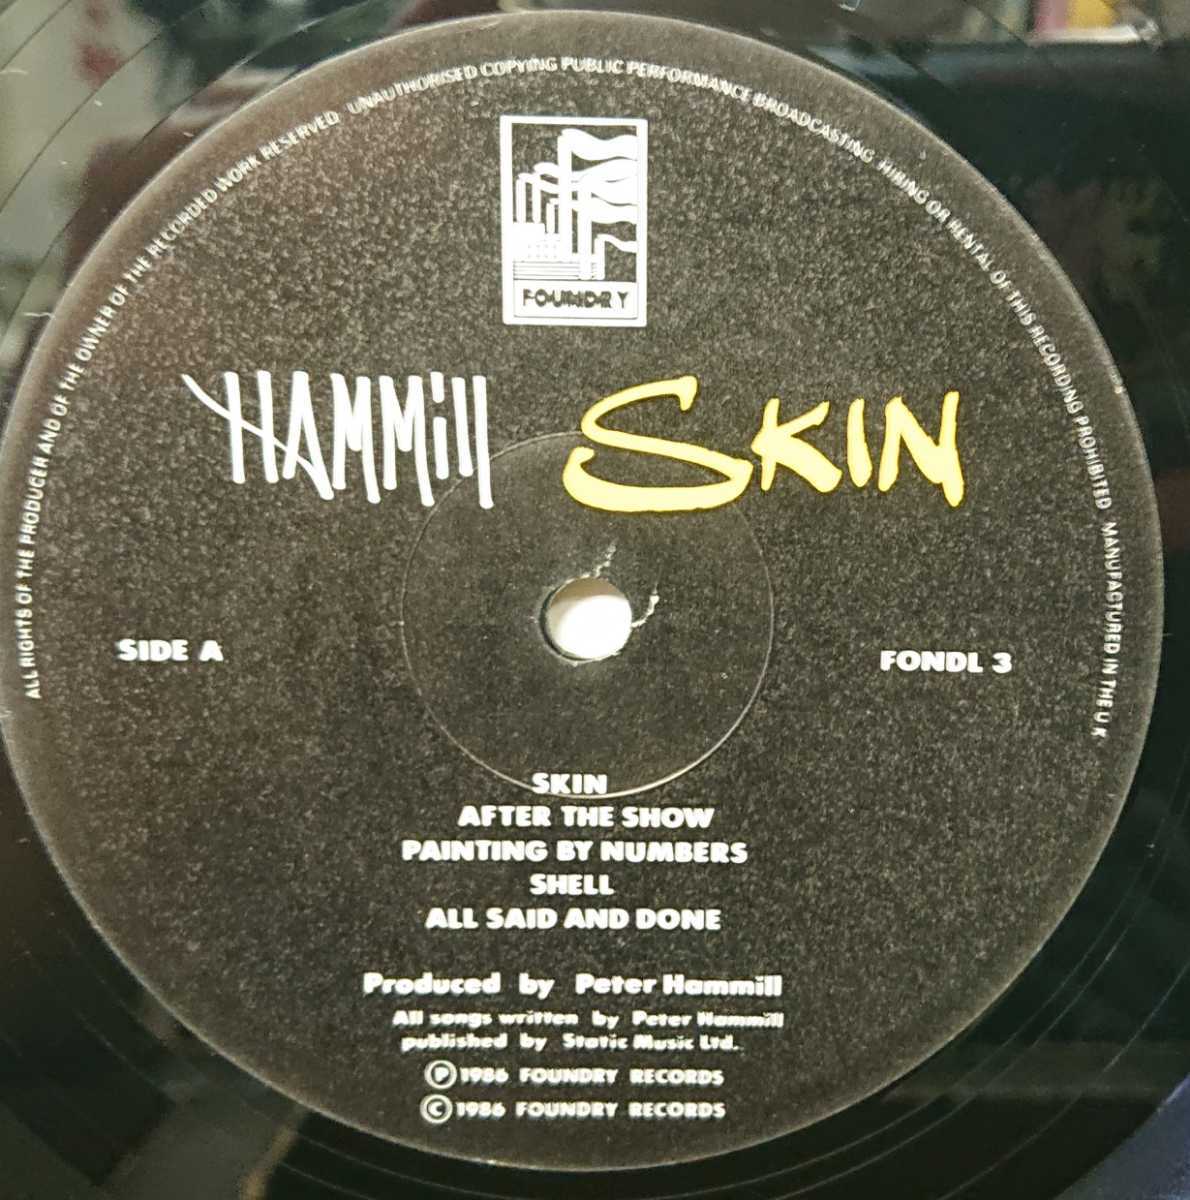 ALL RIGHTS OF THE PRODUCER AND OF THE OWNER OF THE RECORDED WORK RESERVED UNAUTHORISED COPYING PUBLIC PERFORMANCE BROADCASTING HIRING OR RENTAL OF THIS RECORDING PROHIBITED MANUFACTURED IN THE U K
FOUNDRY
HAMMill SKIN
SIDE A
FONDL 3
SKIN
AFTER THE SHOW
PAINTING BY NUMBERS
SHELL
ALL SAID AND DONE
Produced by Peter Hammill
All songs written by Peter Hammill
published by Static Music Ltd.
Ⓟ1986 FOUNDRY RECORDS
©1986 FOUNDRY RECORDS